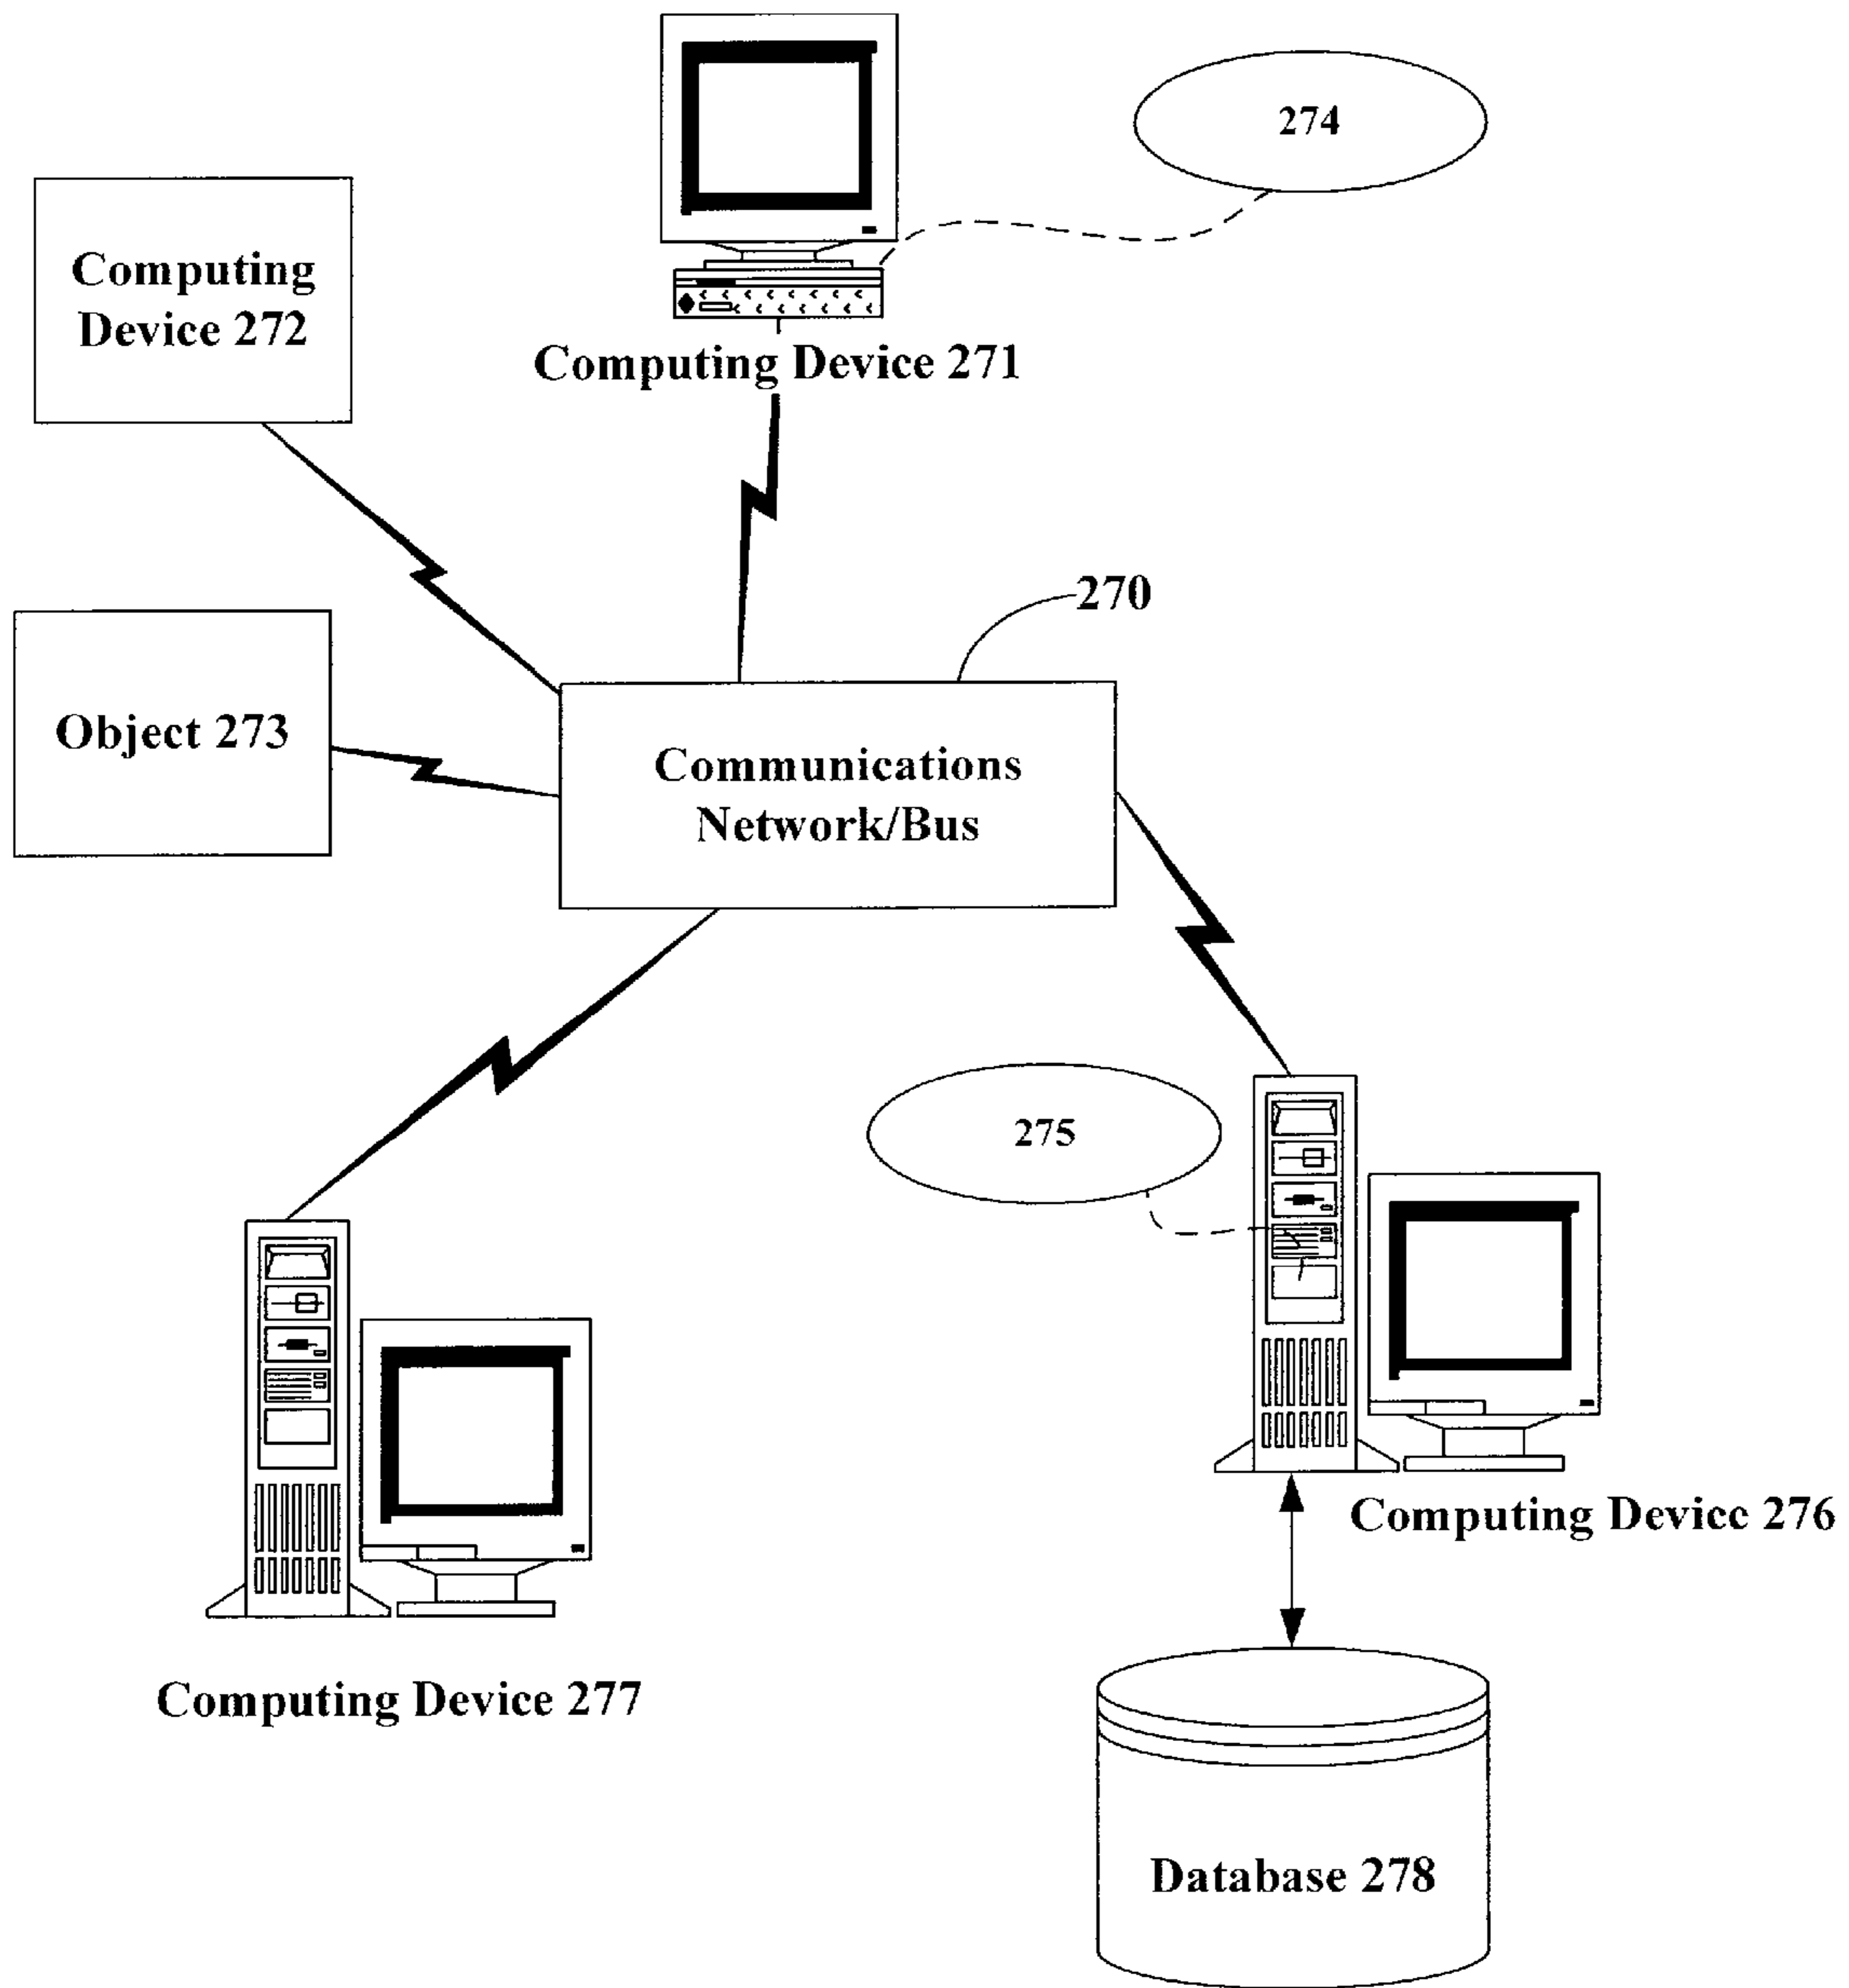 274
Computing
Device 272
Computing Device 271
270
Object 273
Communications
Network/Bus
275
Computing Device 276
Computing Device 277
Database 278